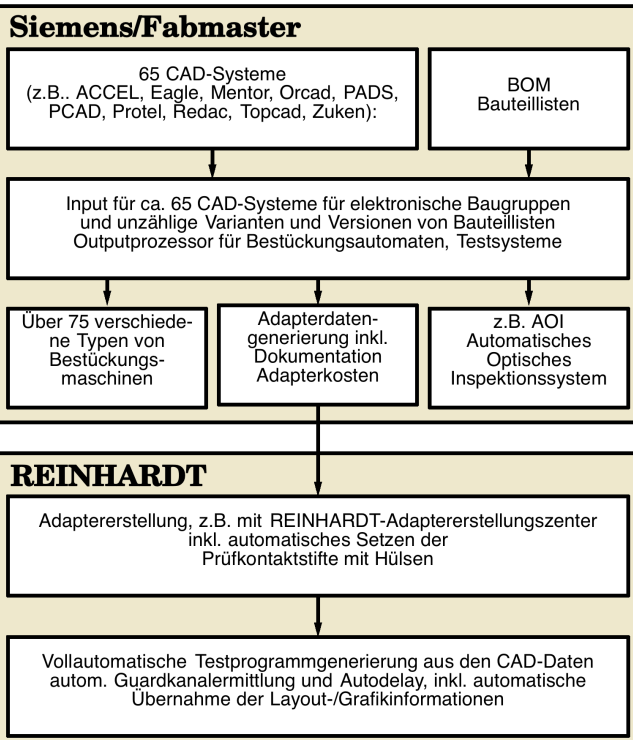 Siemens/Fabmaster
65 CAD-Systeme
(z.B.. ACCEL, Eagle, Mentor, Orcad, PADS,
PCAD, Protel, Redac, Topcad, Zuken):
BOM
Bauteillisten
Input für ca. 65 CAD-Systeme für elektronische Baugruppen
und unzählige Varianten und Versionen von Bauteillisten
Outputprozessor für Bestückungsautomaten, Testsysteme
Über 75 verschiede-
ne Typen von
Bestückungs-
maschinen
Adapterdaten-
generierung inkl.
Dokumentation
Adapterkosten
z.B. AOI
Automatisches
Optisches
Inspektionssystem
REINHARDT
Adaptererstellung, z.B. mit REINHARDT-Adaptererstellungszenter
inkl. automatisches Setzen der
Prüfkontaktstifte mit Hülsen
Vollautomatische Testprogrammgenerierung aus den CAD-Daten
autom. Guardkanalermittlung und Autodelay, inkl. automatische
Übernahme der Layout-/Grafikinformationen